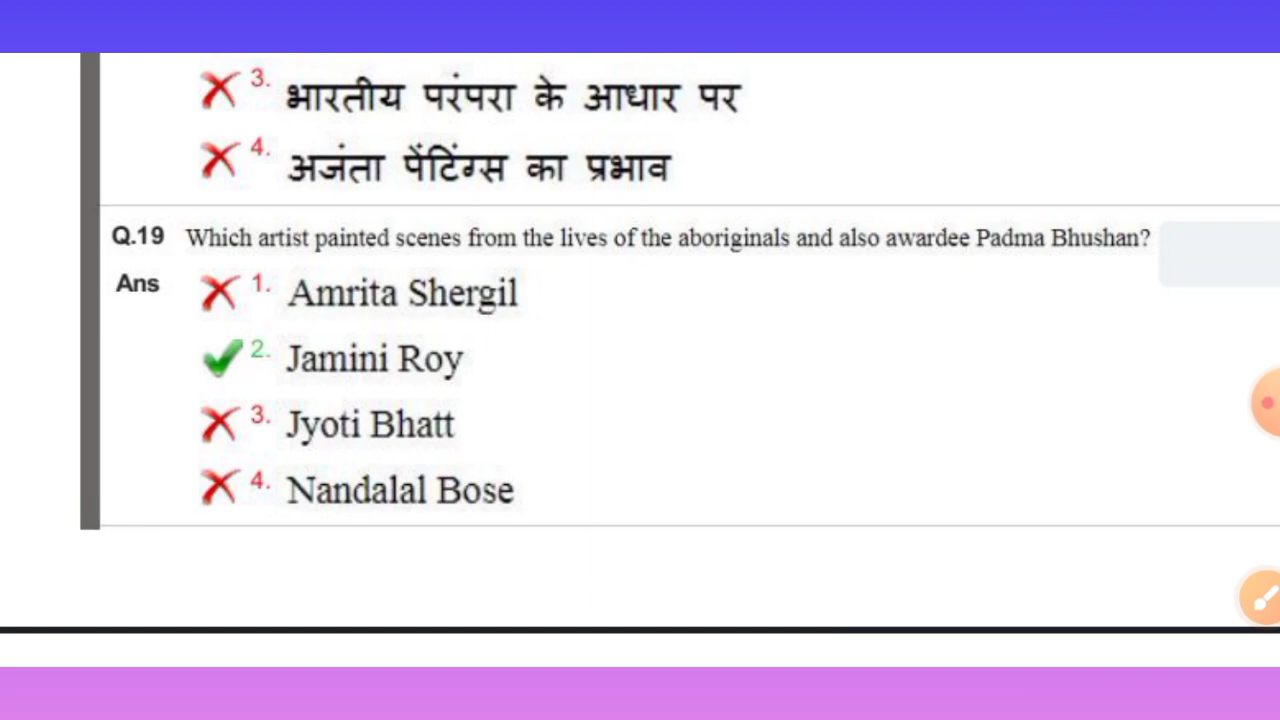 3. भारतीय परंपरा के आधार पर
4. अजंता पेंटिंग्स का प्रभाव
Q.19 Which artist painted scenes from the lives of the aboriginals and also awardee Padma Bhushan?
Ans 1. Amrita Shergil
2. Jamini Roy
3. Jyoti Bhatt
4. Nandalal Bose